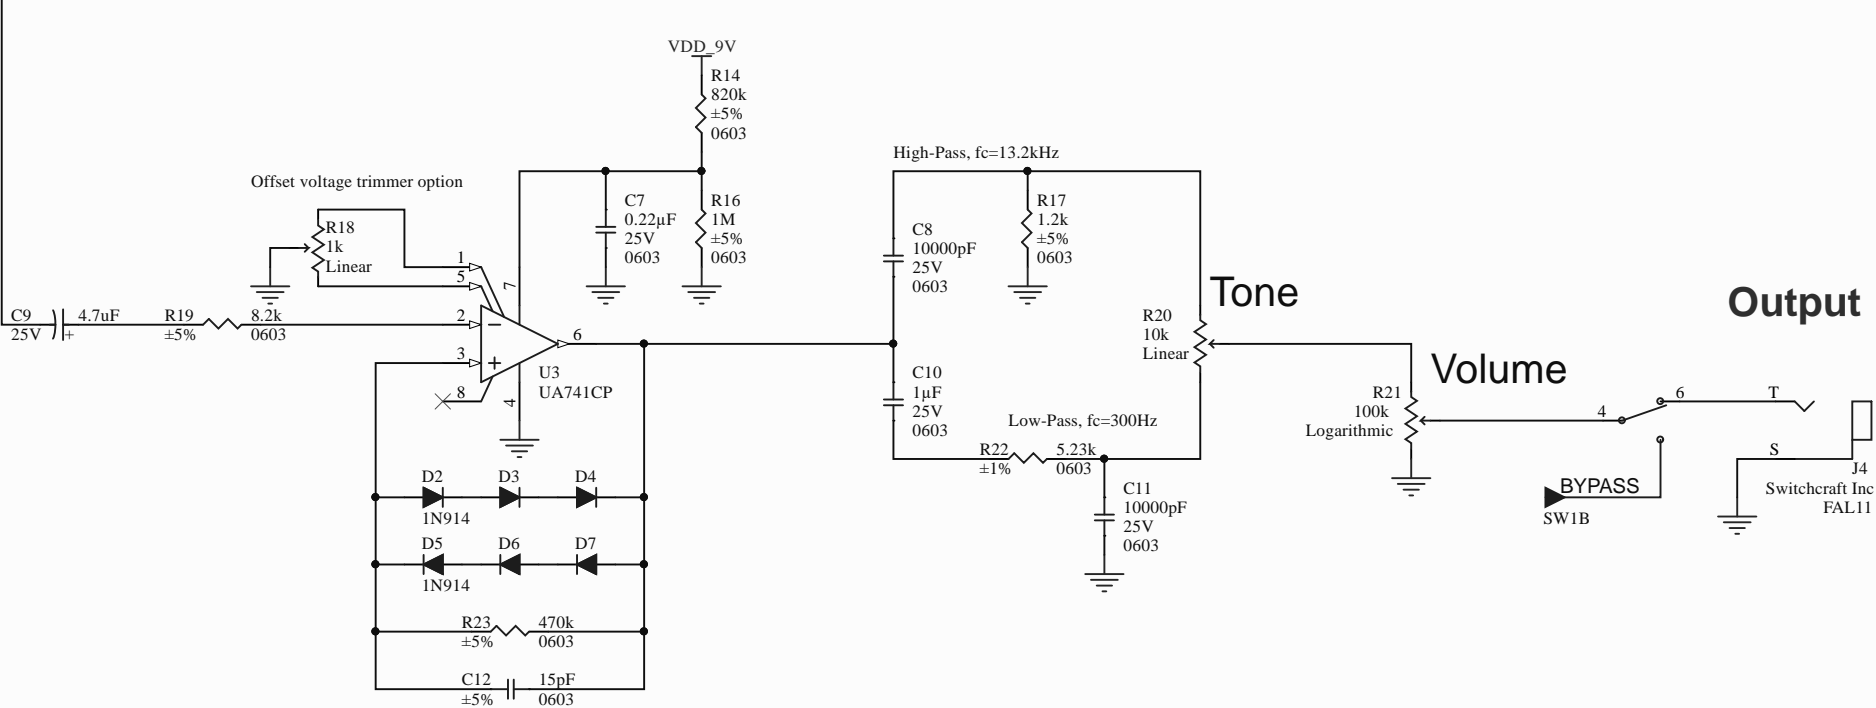 VDD_9V
R14
820k
±5%
0603
High-Pass, fc=13.2kHz
Offset voltage trimmer option
C7
0.22µF
25V
0603
R16
1M
±5%
0603
R17
1.2k
±5%
0603
R18
1k
Linear
C8
10000pF
25V
0603
1
5
7
Tone
Output
C9
25V
+
4.7uF
R19
±5%
8.2k
0603
2
3
8
4
6
−
+
U3
UA741CP
R20
10k
Linear
C10
1µF
25V
0603
Volume
Low-Pass, fc=300Hz
R22
±1%
5.23k
0603
R21
100k
Logarithmic
4
6
T
S
J4
Switchcraft Inc
FAL11
BYPASS
SW1B
C11
10000pF
25V
0603
D2
D3
D4
1N914
D5
D6
D7
1N914
R23
±5%
470k
0603
C12
±5%
15pF
0603